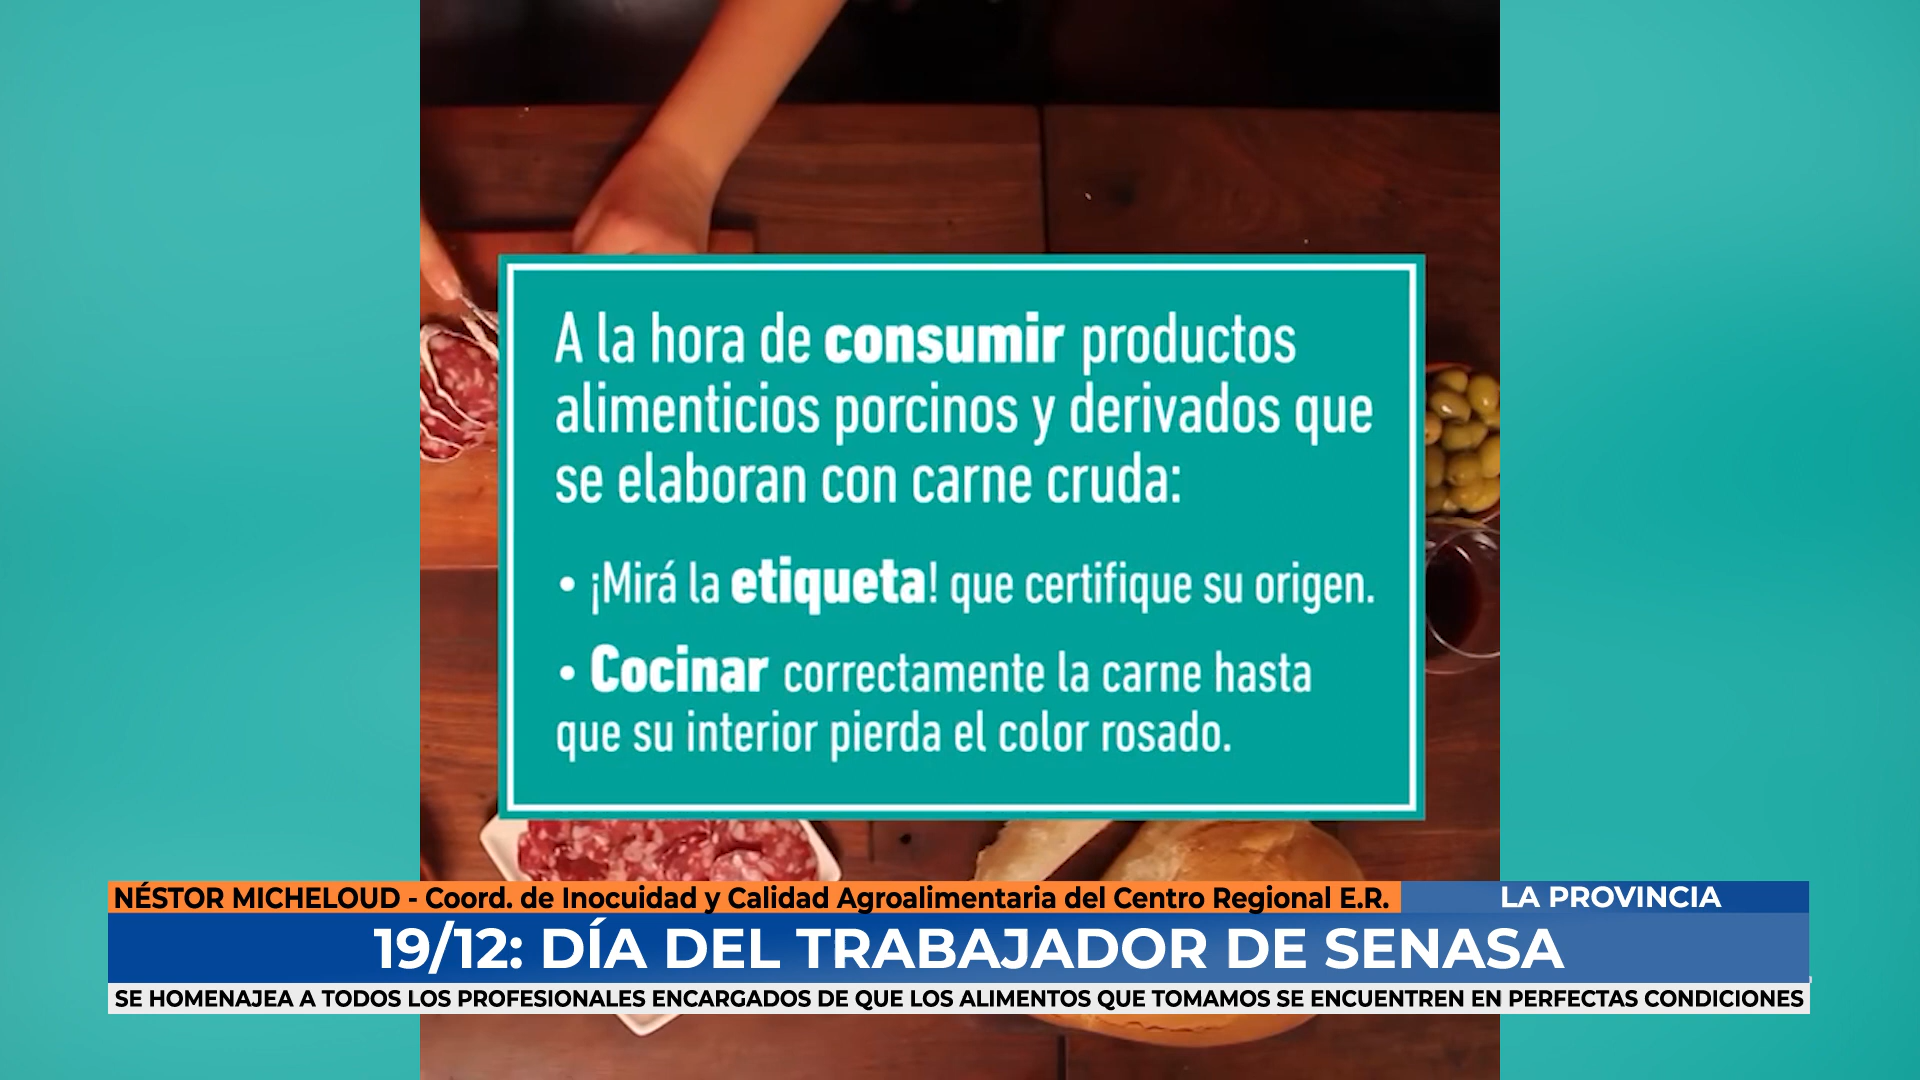 A la hora de consumir productos
alimenticios porcinos y derivados que
se elaboran con carne cruda:
• ¡Mirá la etiqueta! que certifique su origen.
• Cocinar correctamente la carne hasta
que su interior pierda el color rosado.
NÉSTOR MICHELOUD - Coord. de Inocuidad y Calidad Agroalimentaria del Centro Regional E.R.
LA PROVINCIA
19/12: DÍA DEL TRABAJADOR DE SENASA
SE HOMENAJEA A TODOS LOS PROFESIONALES ENCARGADOS DE QUE LOS ALIMENTOS QUE TOMAMOS SE ENCUENTREN EN PERFECTAS CONDICIONES